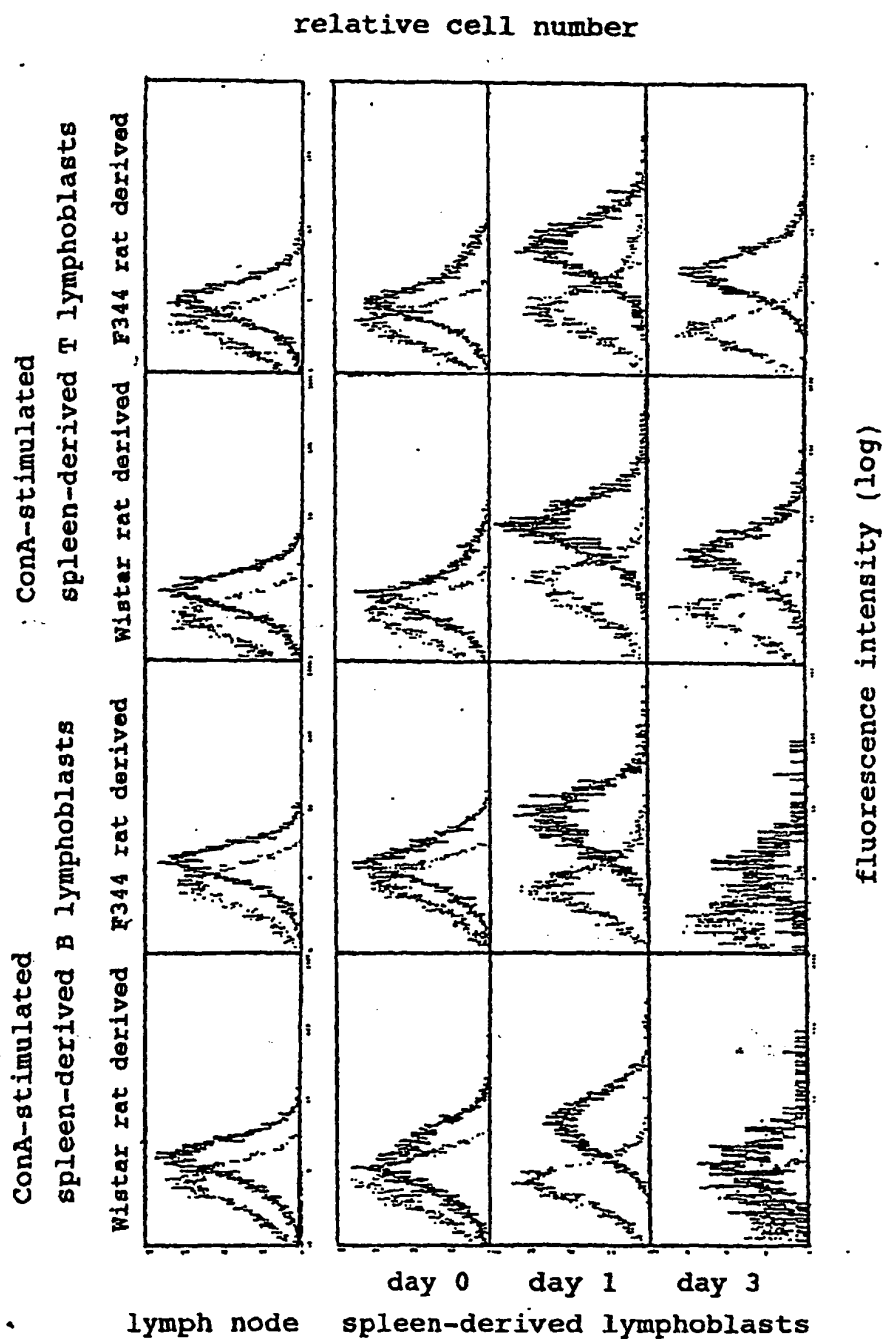 relative cell number
ConA-stimulated
spleen-derived T lymphoblasts
F344 rat derived
Wistar rat derived
ConA-stimulated
spleen-derived B lymphoblasts
F344 rat derived
Wistar rat derived
fluorescence intensity (log)
day 0
day 1
day 3
lymph node
spleen-derived lymphoblasts